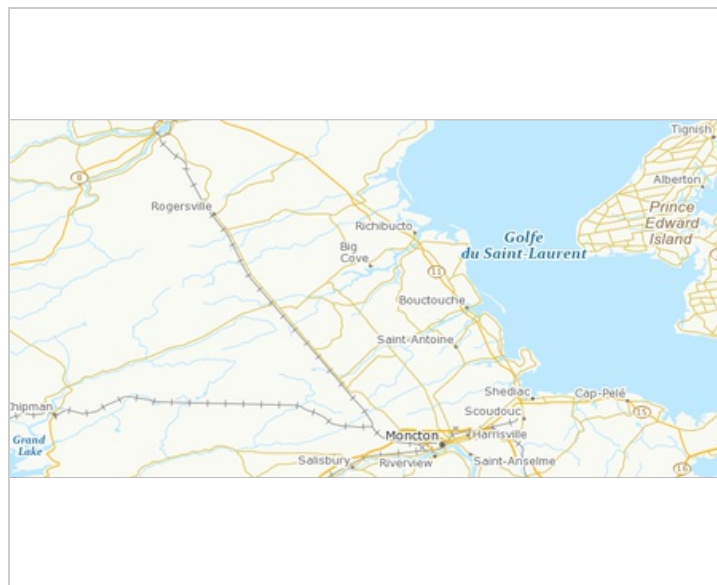 Tignish
8
Alberton
Rogersville
Prince
Edward
Island
Richibucto
Golfe
du Saint-Laurent
Big
Cove
11
Bouctouche
Saint-Antoine
Shediac
Cap-Pelé
Chipman
Scoudouc
15
Moncton
Harrisville
Grand
Lake
Salisbury
Riverview
Saint-Anselme
16